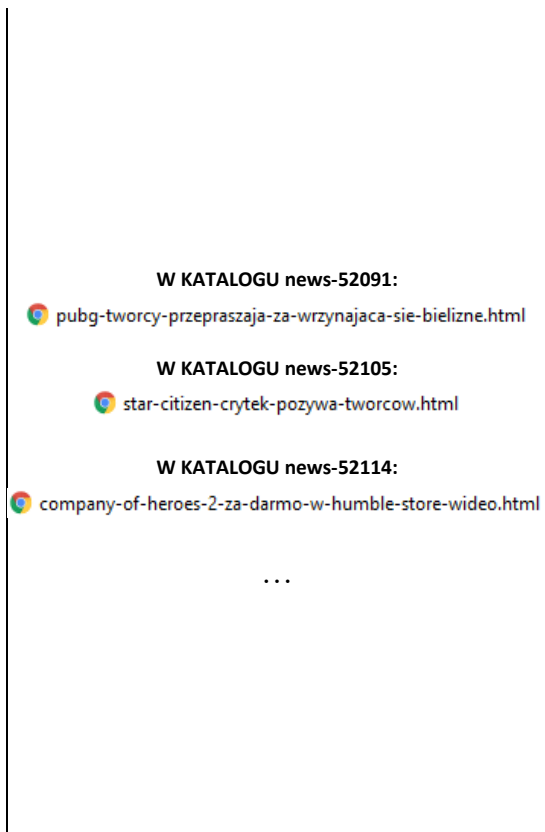 W KATALOGU news-52091:
pubg-tworcy-przepraszaja-za-wrzynajaca-sie-bielizne.html
W KATALOGU news-52105:
star-citizen-crytek-pozywa-tworcow.html
W KATALOGU news-52114:
company-of-heroes-2-za-darmo-w-humble-store-wideo.html
...